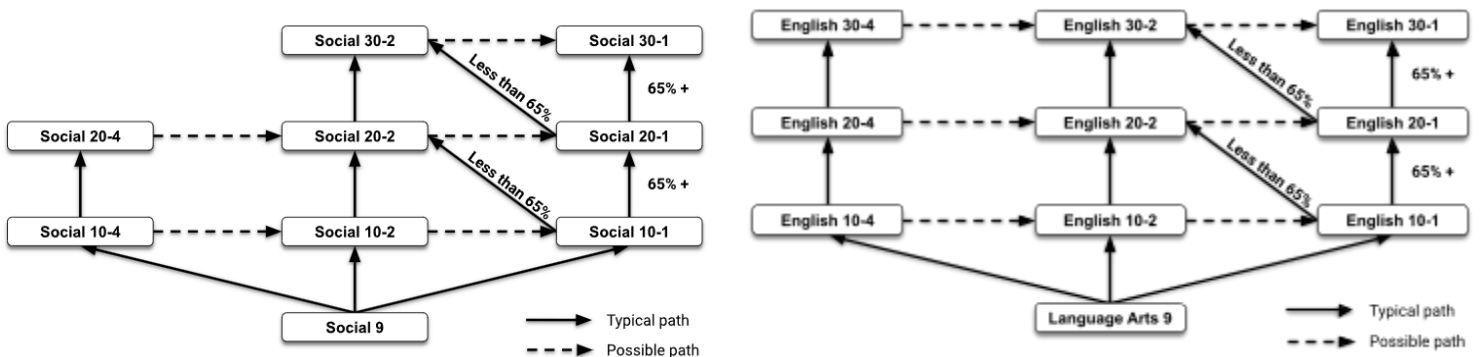 Social 30-2
Social 30-1
Less than 65%
65% +
Social 20-4
Social 20-2
Social 20-1
Less than 65%
65% +
Social 10-4
Social 10-2
Social 10-1
Social 9
Typical path
Possible path
English 30-4
English 30-2
English 30-1
Less than 65%
65% +
English 20-4
English 20-2
English 20-1
Less than 65%
65% +
English 10-4
English 10-2
English 10-1
Language Arts 9
Typical path
Possible path